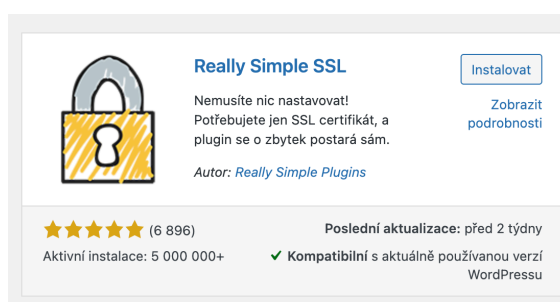 Really Simple SSL
Instalovat
Nemusíte nic nastavovat!
Potřebujete jen SSL certifikát, a
plugin se o zbytek postará sám.
Zobrazit
podrobnosti
Autor: Really Simple Plugins
(6 896)
Poslední aktualizace: před 2 týdny
Aktivní instalace: 5 000 000+
Kompatibilní s aktuálně používanou verzí
WordPressu